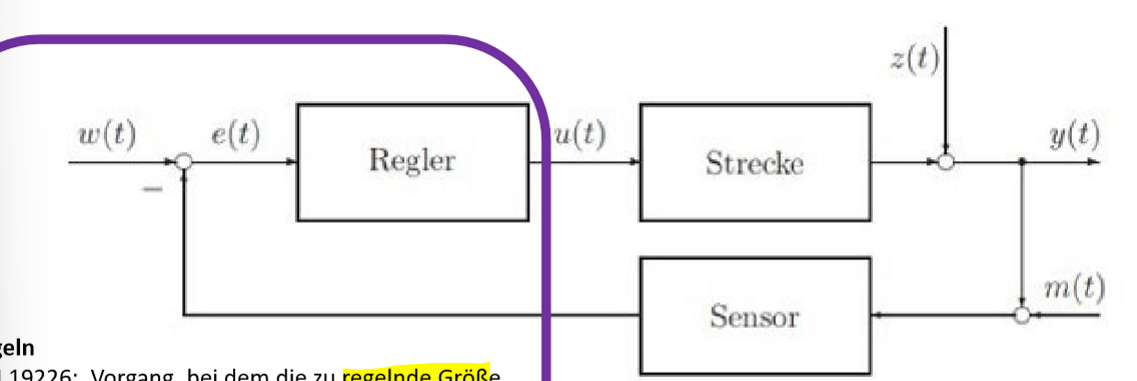 z(t)
w(t) e(t) u(t) y(t)
Regler Strecke
−
m(t)
Sensor
geln
19226: Vorgang, bei dem die zu regelnde Größe